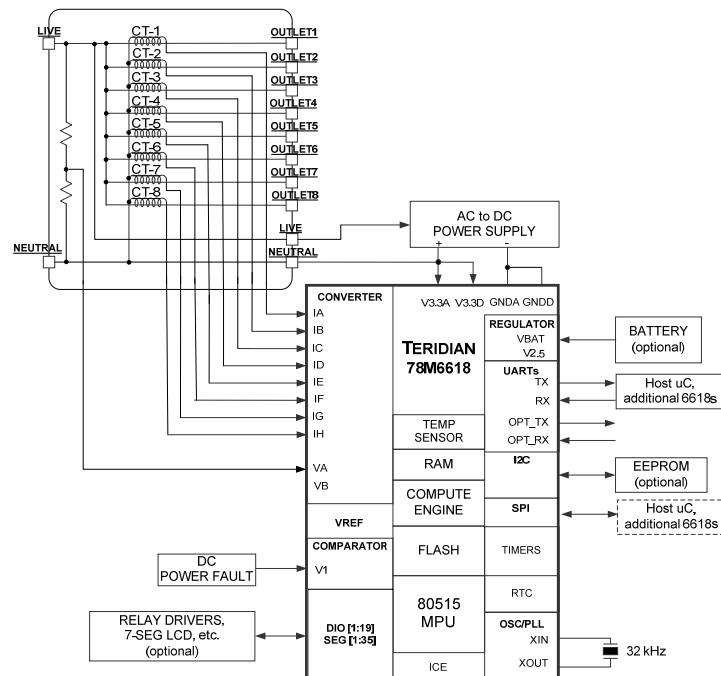 LIVE
CT-1
OUTLET1
CT-2
OUTLET2
CT-3
OUTLET3
CT-4
OUTLET4
CT-5
OUTLET5
CT-6
OUTLET6
CT-7
OUTLET7
CT-8
OUTLET8
LIVE
NEUTRAL
NEUTRAL
AC to DC
POWER SUPPLY
+
-
CONVERTER
IA
IB
IC
ID
IE
IF
IG
IH
VA
VB
VREF
COMPARATOR
V1
DC
POWER FAULT
RELAY DRIVERS,
7-SEG LCD, etc.
(optional)
DIO [1:19]
SEG [1:35]
V3.3A V3.3D GNDA GNDD
TERIDIAN
78M6618
TEMP
SENSOR
RAM
COMPUTE
ENGINE
FLASH
80515
MPU
ICE
REGULATOR
VBAT
V2.5
UARTs
TX
RX
OPT_TX
OPT_RX
I2C
SPI
TIMERS
RTC
OSC/PLL
XIN
XOUT
BATTERY
(optional)
Host uC,
additional 6618s
EEPROM
(optional)
Host uC,
additional 6618s
32 kHz